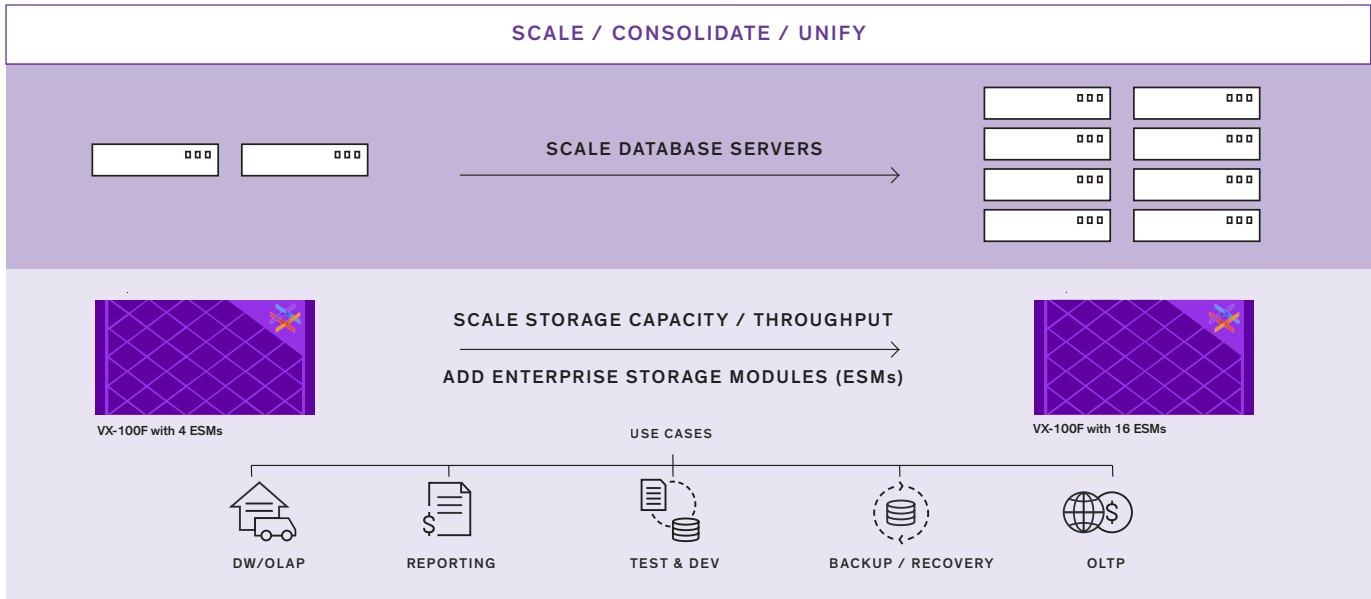 SCALE / CONSOLIDATE / UNIFY
SCALE DATABASE SERVERS
SCALE STORAGE CAPACITY / THROUGHPUT
ADD ENTERPRISE STORAGE MODULES (ESMs)
VX-100F with 4 ESMs
VX-100F with 16 ESMs
USE CASES
$
$
DW/OLAP
REPORTING
TEST & DEV
BACKUP / RECOVERY
OLTP